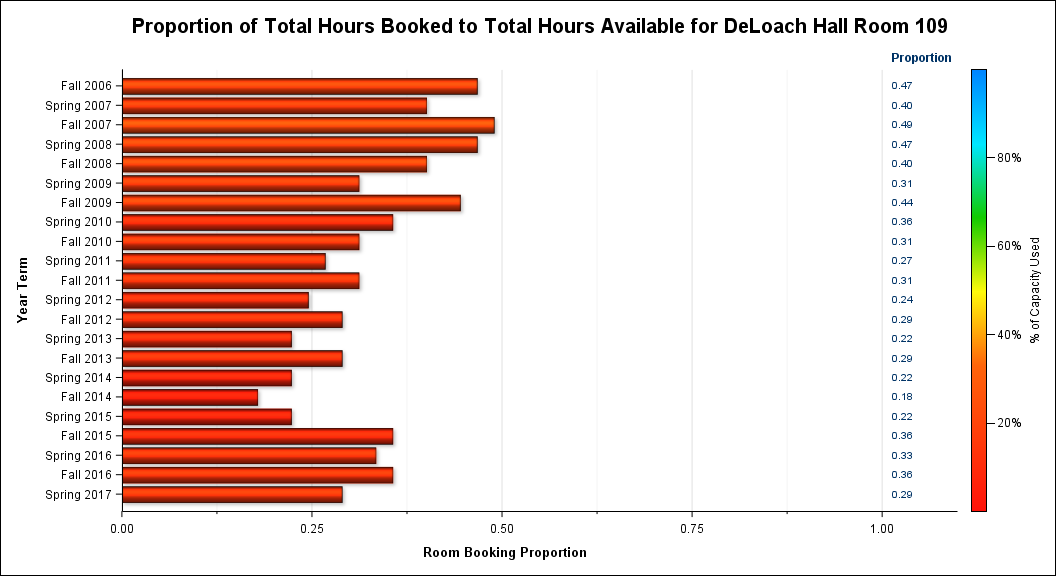 Proportion of Total Hours Booked to Total Hours Available for DeLoach Hall Room 109
Proportion
Fall 2006 0.47
Spring 2007 0.40
Fall 2007 0.49
Spring 2008 0.47
Fall 2008 0.40
Spring 2009 0.31
Fall 2009 0.44
Spring 2010 0.36
Fall 2010 0.31
Spring 2011 0.27
Fall 2011 0.31
Spring 2012 0.24
Fall 2012 0.29
Spring 2013 0.22
Fall 2013 0.29
Spring 2014 0.22
Fall 2014 0.18
Spring 2015 0.22
Fall 2015 0.36
Spring 2016 0.33
Fall 2016 0.36
Spring 2017 0.29
Year Term
0.00 0.25 0.50 0.75 1.00
Room Booking Proportion
80%
60%
40%
20%
% of Capacity Used